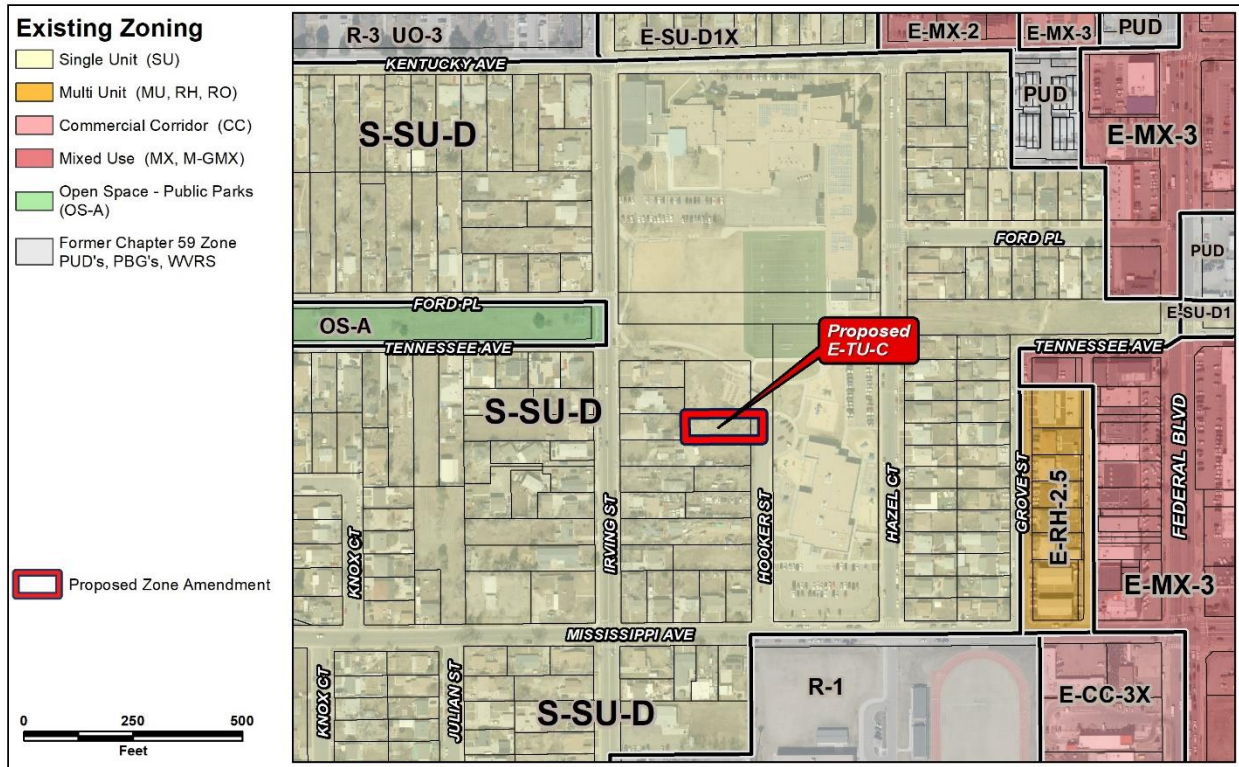 Existing Zoning
Single Unit (SU)
Multi Unit (MU, RH, RO)
Commercial Corridor (CC)
Mixed Use (MX, M-GMX)
Open Space - Public Parks
(OS-A)
Former Chapter 59 Zone
PUD's, PBG's, WVRS
Proposed Zone Amendment
0 250 500
Feet
R-3 UO-3
E-SU-D1X
E-MX-2
E-MX-3
PUD
KENTUCKY AVE
S-SU-D
PUD
E-MX-3
FORD PL
PUD
FORD PL
OS-A
E-SU-D1
TENNESSEE AVE
TENNESSEE AVE
Proposed
E-TU-C
S-SU-D
KNOX CT
IRVING ST
HOOKER ST
HAZEL CT
GROVE ST
E-RH-2.5
FEDERAL BLVD
E-MX-3
MISSISSIPPI AVE
KNOX CT
JULIAN ST
S-SU-D
R-1
E-CC-3X